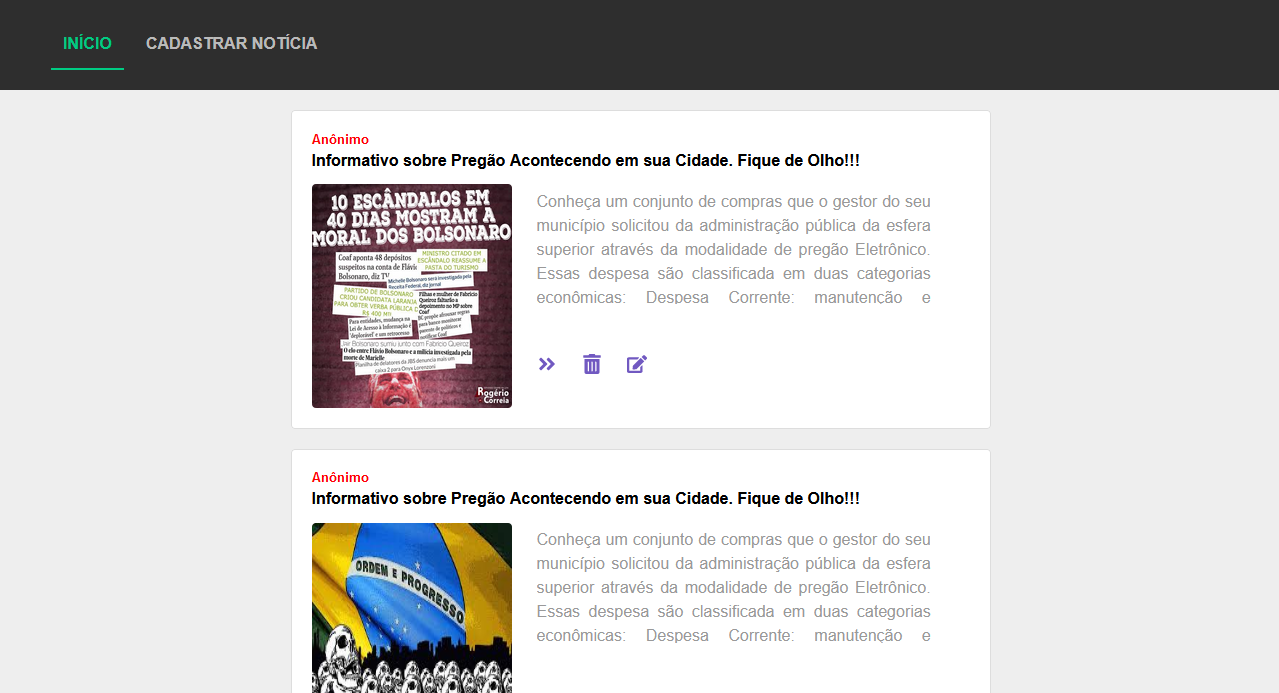 INÍCIO CADASTRAR NOTÍCIA
Anônimo
Informativo sobre Pregão Acontecendo em sua Cidade. Fique de Olho!!!
10 ESCÂNDALOS EM
40 DIAS MOSTRAM A
MORAL DOS BOLSONARO
Coaf aponta 48 depósitos
suspeitos na conta de Flávio
Bolsonaro, diz TV
MINISTRO CITADO EM
ESCÂNDALO REASSUME A
PASTA DO TURISMO
Michelle Bolsonaro será investigada pela
Receita Federal, diz jornal
PARTIDO DE BOLSONARO
CRIOU CANDIDATA LARANJA
PARA OBTER VERBA PÚBLICA D
R$ 400 MIL
Filhas e mulher de Fabrício
Queiroz faltarão a
depoimento no MP sobre
Coaf
Para entidades, mudança na
Lei de Acesso à Informação é
'deplorável' e um retrocesso
BC propõe afrouxar regras
para banco monitorar
parente de políticos e
notificar Coaf
Jair Bolsonaro sumiu junto com Fabrício Queiroz
O elo entre Flávio Bolsonaro e a milícia investigada pela
morte de Marielle
Planilha de delatores da JBS denuncia mais um
caixa 2 para Onyx Lorenzoni
Rogério
Correia
Conheça um conjunto de compras que o gestor do seu
município solicitou da administração pública da esfera
superior através da modalidade de pregão Eletrônico.
Essas despesa são classificada em duas categorias
econômicas: Despesa Corrente: manutenção e
Anônimo
Informativo sobre Pregão Acontecendo em sua Cidade. Fique de Olho!!!
ORDEM E PROGRESSO
Conheça um conjunto de compras que o gestor do seu
município solicitou da administração pública da esfera
superior através da modalidade de pregão Eletrônico.
Essas despesa são classificada em duas categorias
econômicas: Despesa Corrente: manutenção e